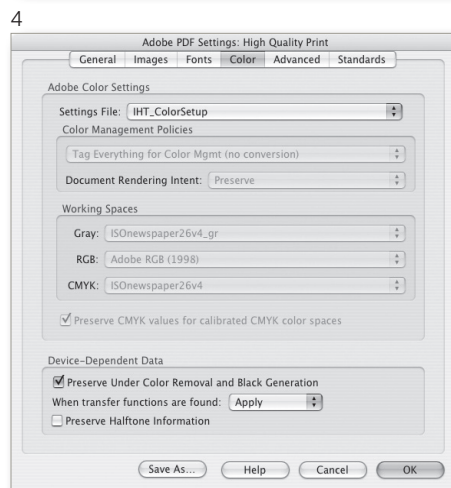 4
Adobe PDF Settings: High Quality Print
General Images Fonts Color Advanced Standards
Adobe Color Settings
Settings File: IHT_ColorSetup
Color Management Policies
Tag Everything for Color Mgmt (no conversion)
Document Rendering Intent: Preserve
Working Spaces
Gray: ISOnewspaper26v4_gr
RGB: Adobe RGB (1998)
CMYK: ISOnewspaper26v4
Preserve CMYK values for calibrated CMYK color spaces
Device-Dependent Data
Preserve Under Color Removal and Black Generation
When transfer functions are found: Apply
Preserve Halftone Information
Save As... Help Cancel OK